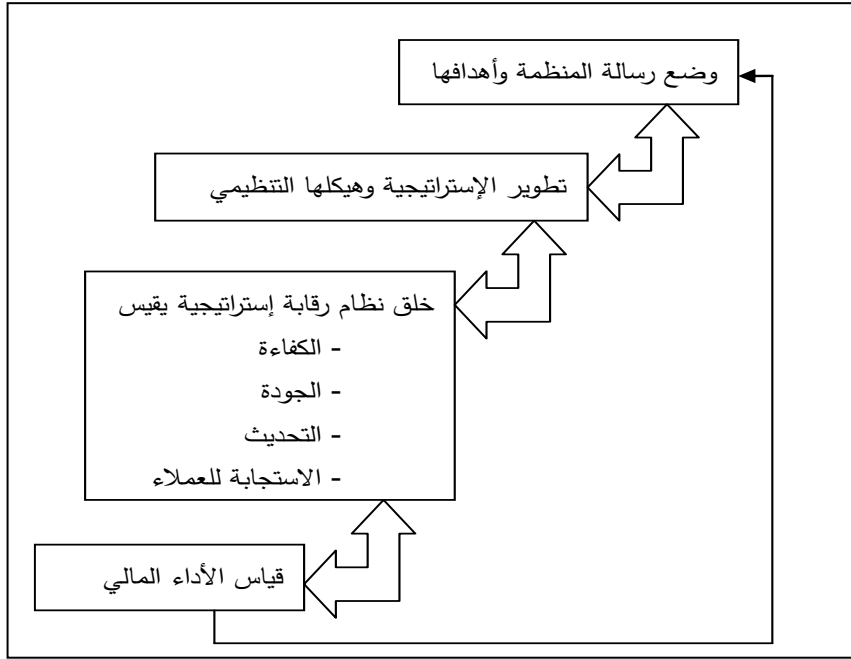 وضع رسالة المنظمة وأهدافها
تطوير الإستراتيجية وهيكلها التنظيمي
خلق نظام رقابة إستراتيجية يقيس
- الكفاءة
- الجودة
- التحديث
- الاستجابة للعملاء
قياس الأداء المالي